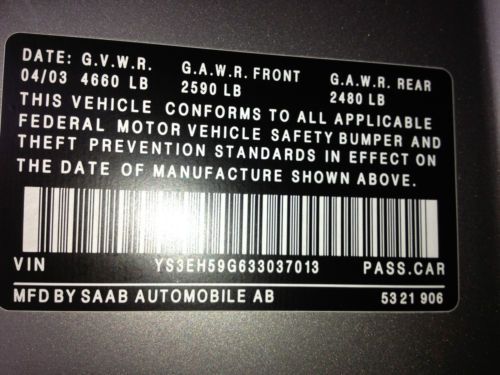 DATE: G.V.W.R. G.A.W.R. FRONT G.A.W.R. REAR
04/03 4660 LB 2590 LB 2480 LB
THIS VEHICLE CONFORMS TO ALL APPLICABLE
FEDERAL MOTOR VEHICLE SAFETY BUMPER AND
THEFT PREVENTION STANDARDS IN EFFECT ON
THE DATE OF MANUFACTURE SHOWN ABOVE.
VIN YS3EH59G633037013 PASS.CAR
MFD BY SAAB AUTOMOBILE AB 53 21 906